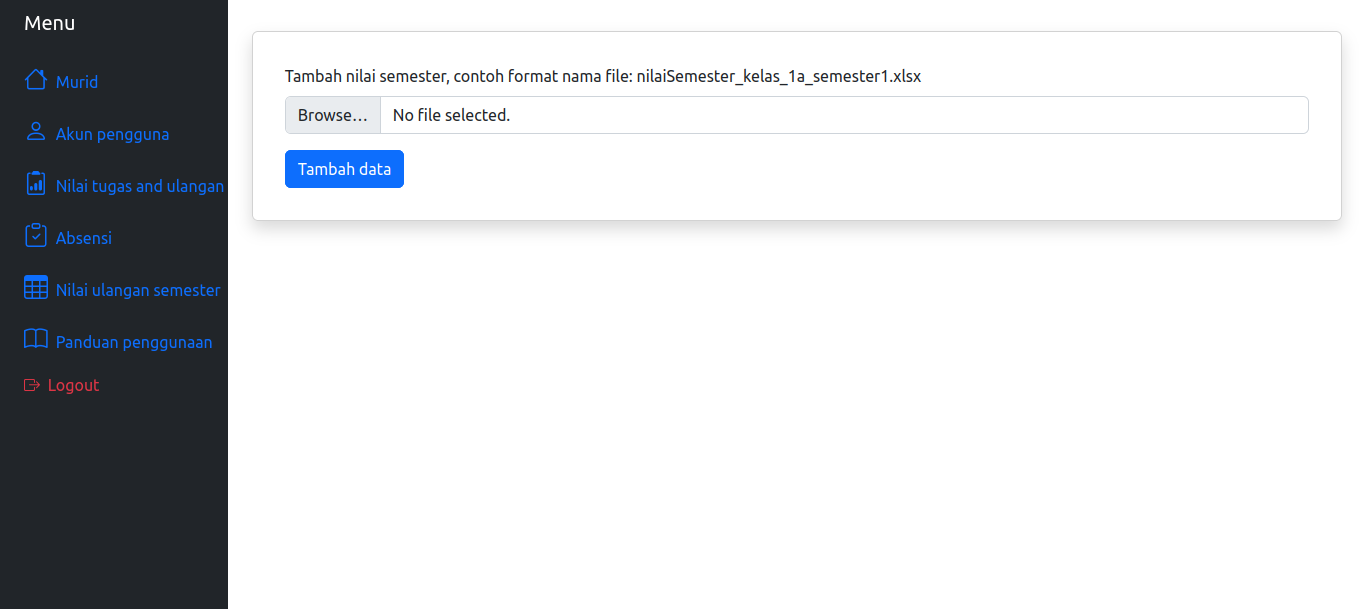 Menu
Murid
Akun pengguna
Nilai tugas and ulangan
Absensi
Nilai ulangan semester
Panduan penggunaan
Logout
Tambah nilai semester, contoh format nama file: nilaiSemester_kelas_1a_semester1.xlsx
Browse... No file selected.
Tambah data